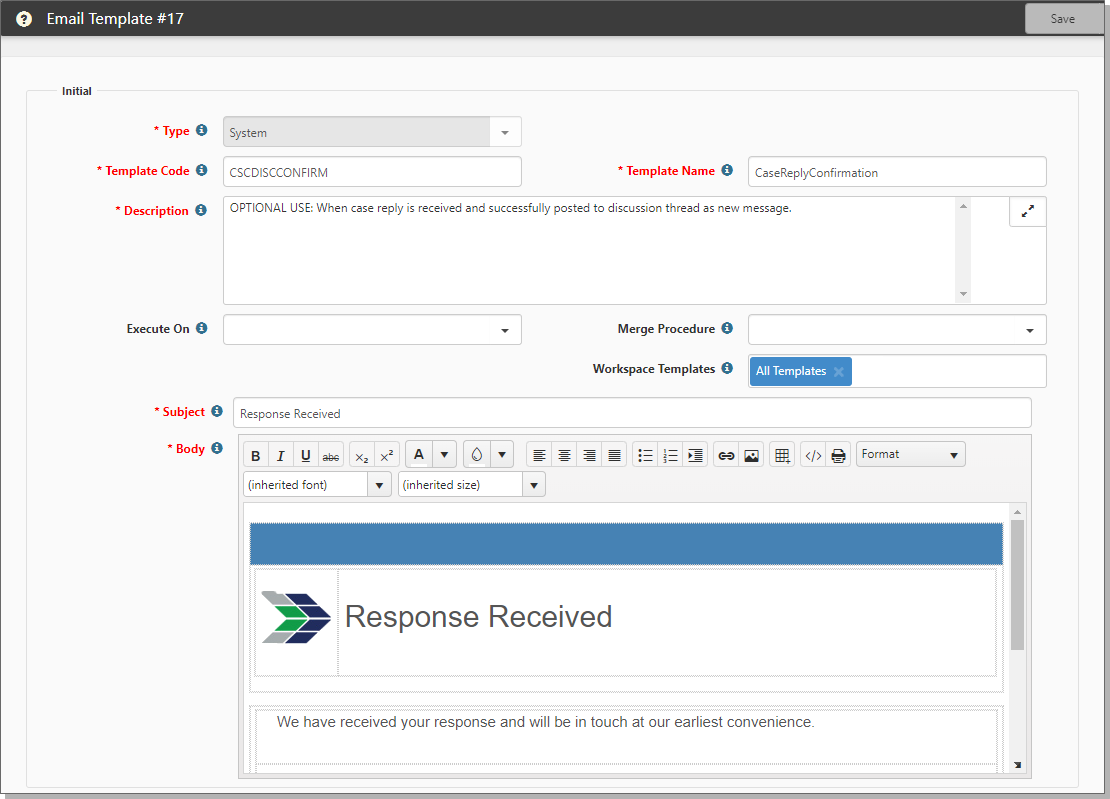 Email Template #17
Save
Initial
* Type
System
* Template Code
CSCDISCCONFIRM
* Template Name
CaseReplyConfirmation
* Description
OPTIONAL USE: When case reply is received and successfully posted to discussion thread as new message.
Execute On
Merge Procedure
Workspace Templates
All Templates
* Subject
Response Received
* Body
B I U abc x₂ x² A </> Format
(inherited font) (inherited size)
Response Received
We have received your response and will be in touch at our earliest convenience.